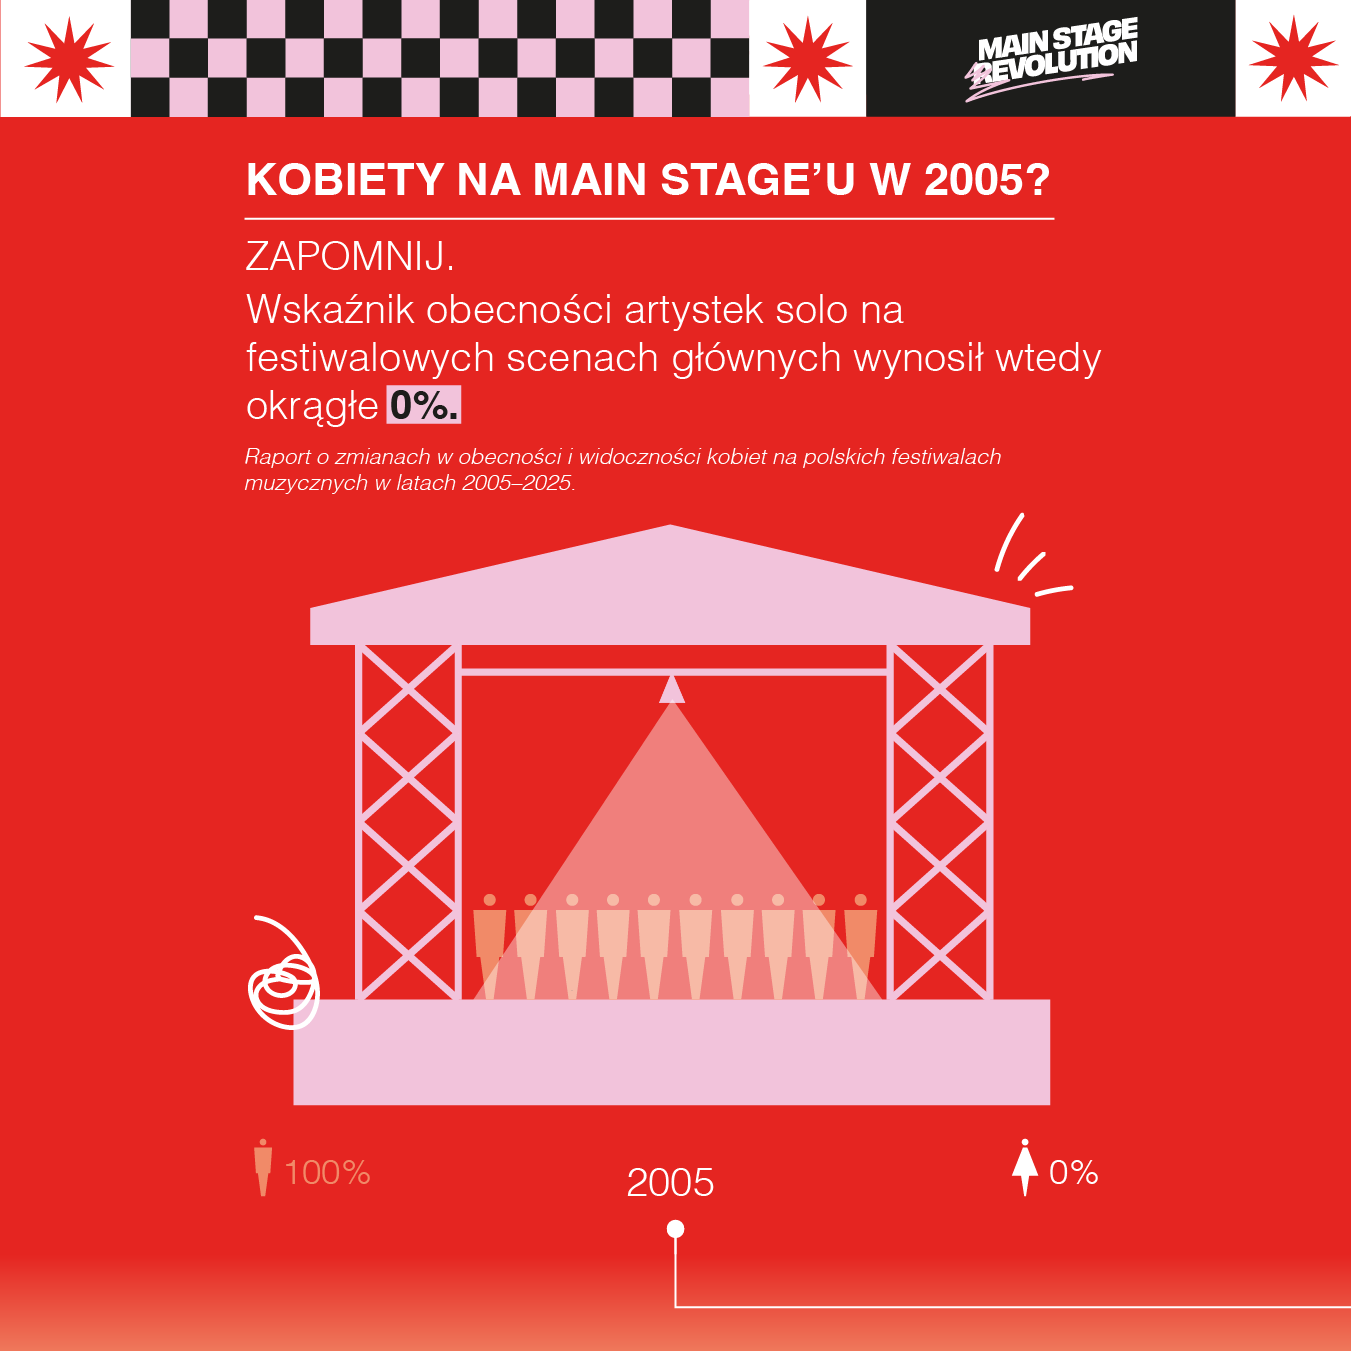 MAIN STAGE
REVOLUTION
KOBIETY NA MAIN STAGE’U W 2005?
ZAPOMNIJ.
Wskaźnik obecności artystek solo na
festiwalowych scenach głównych wynosił wtedy
okrągłe 0%.
Raport o zmianach w obecności i widoczności kobiet na polskich festiwalach
muzycznych w latach 2005–2025.
100%
2005
0%